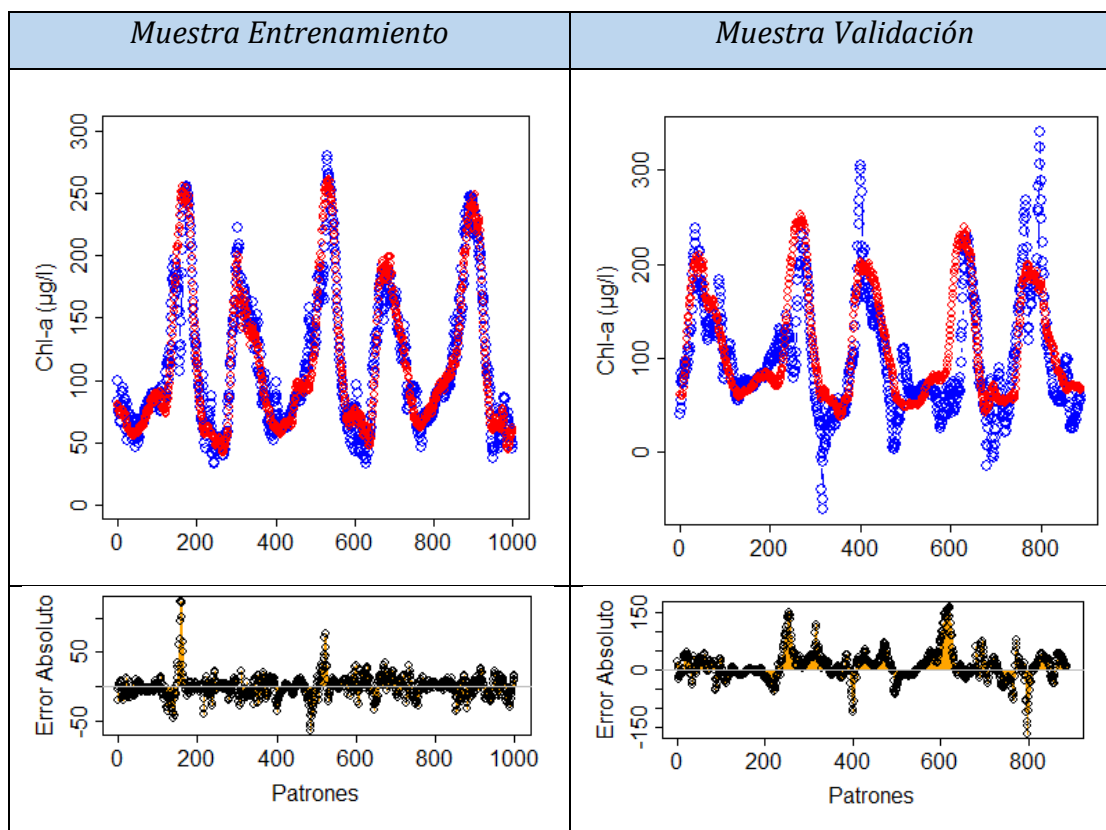 Muestra Entrenamiento
Muestra Validación
Chl-a (µg/l)
300
250
200
150
100
50
0
0 200 400 600 800 1000
Chl-a (µg/l)
300
200
100
0
0 200 400 600 800
Error Absoluto
50
-50
0 200 400 600 800 1000
Patrones
Error Absoluto
150
0
-150
0 200 400 600 800
Patrones